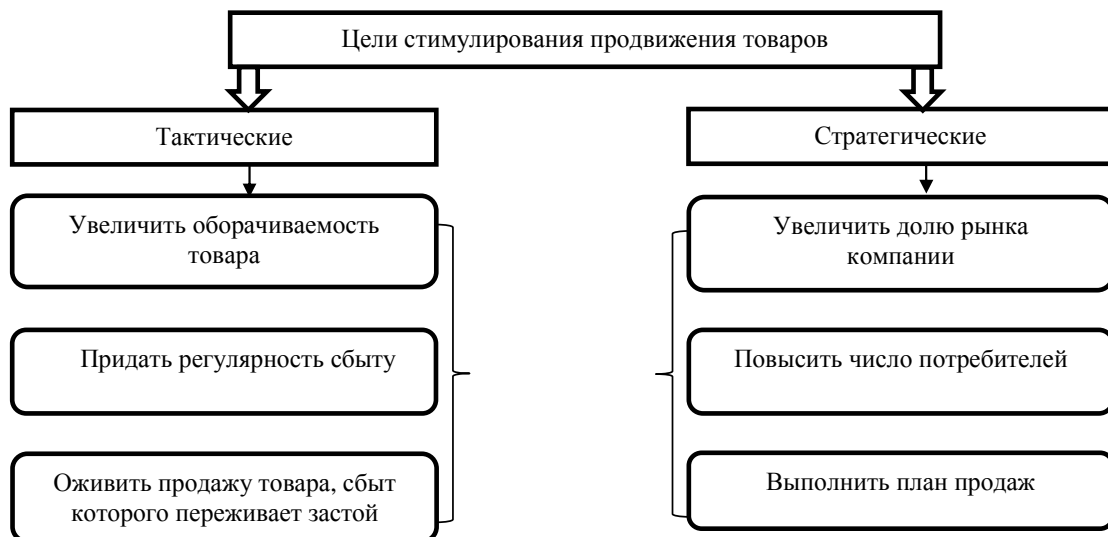 Цели стимулирования продвижения товаров
Тактические
Стратегические
Увеличить оборачиваемость
товара
Увеличить долю рынка
компании
Придать регулярность сбыту
Повысить число потребителей
Оживить продажу товара, сбыт
которого переживает застой
Выполнить план продаж